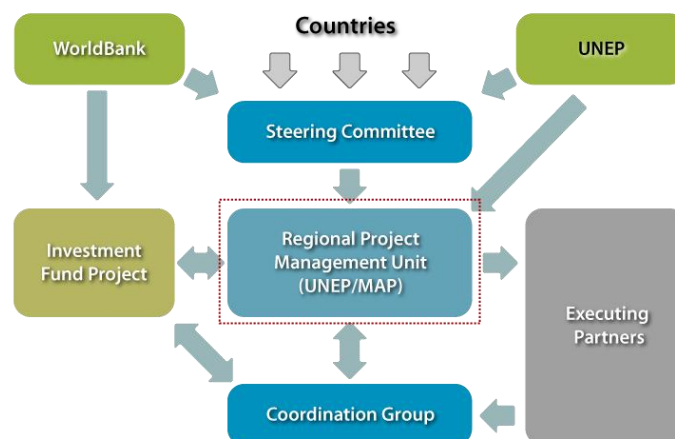 Countries
WorldBank
UNEP
Steering Committee
Investment
Fund Project
Regional Project
Management Unit
(UNEP/MAP)
Executing
Partners
Coordination Group